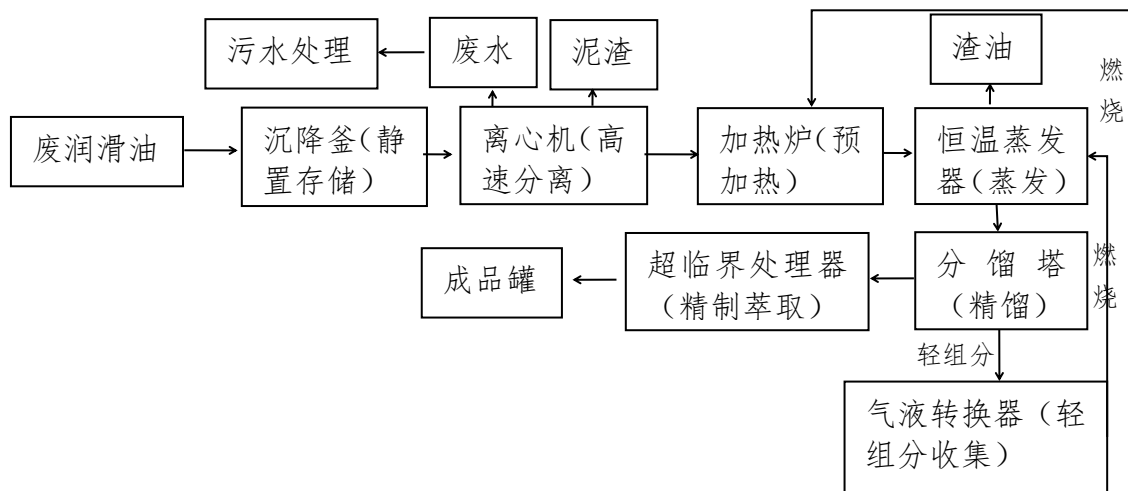 污水处理
废水
泥渣
渣油
燃
烧
废润滑油
沉降釜(静
置存储)
离心机(高
速分离)
加热炉(预
加热)
恒温蒸发
器(蒸发)
成品罐
超临界处理器
(精制萃取)
分馏塔
(精馏)
燃
烧
轻组分
气液转换器(轻
组分收集)